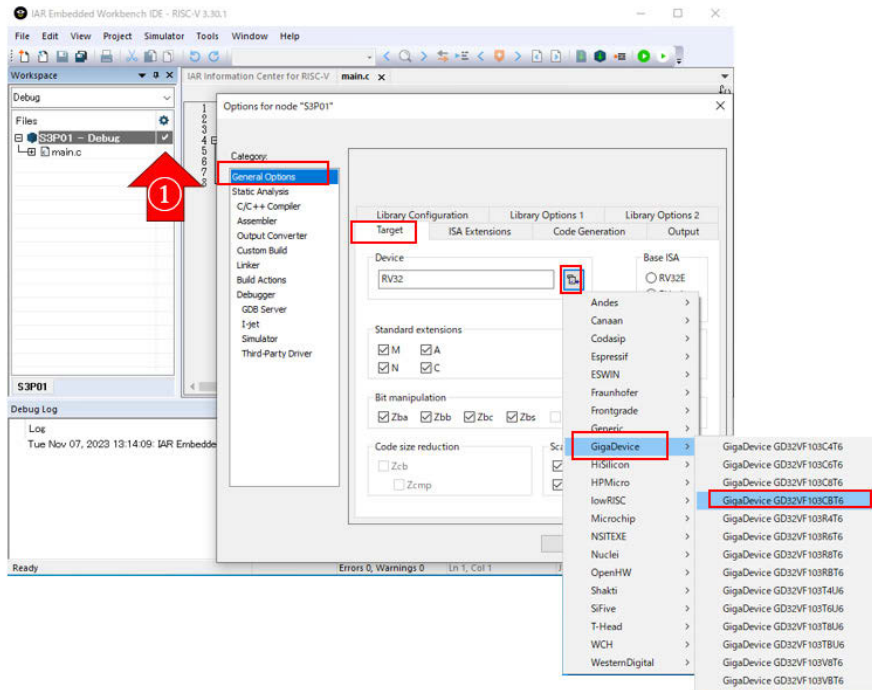 IAR Embedded Workbench IDE - RISC-V 3.30.1
File Edit View Project Simulator Tools Window Help
Workspace
IAR Information Center for RISC-V main.c
Debug
Files
S3P01 - Debug
main.c
1
2
3
4
5
6
7
8
①
S3P01
Options for node "S3P01"
Category:
General Options
Static Analysis
C/C++ Compiler
Assembler
Output Converter
Custom Build
Linker
Build Actions
Debugger
GDB Server
I-jet
Simulator
Third-Party Driver
Library Configuration Library Options 1 Library Options 2
Target ISA Extensions Code Generation Output
Device
RV32
Base ISA
RV32E
Standard extensions
M A
N C
Bit manipulation
Zba Zbb Zbc Zbs
Code size reduction
Zcb
Zcmp
Andes
Canaan
Codasip
Espressif
ESWIN
Fraunhofer
Frontgrade
Generic
GigaDevice
HiSilicon
HPMicro
lowRISC
Microchip
NSITEXE
Nuclei
OpenHW
Shakti
SiFive
T-Head
WCH
WesternDigital
GigaDevice GD32VF103C4T6
GigaDevice GD32VF103C6T6
GigaDevice GD32VF103C8T6
GigaDevice GD32VF103CBT6
GigaDevice GD32VF103R4T6
GigaDevice GD32VF103R6T6
GigaDevice GD32VF103R8T6
GigaDevice GD32VF103RBT6
GigaDevice GD32VF103T4U6
GigaDevice GD32VF103T6U6
GigaDevice GD32VF103T8U6
GigaDevice GD32VF103TBU6
GigaDevice GD32VF103V8T6
GigaDevice GD32VF103VBT6
Debug Log
Log
Tue Nov 07, 2023 13:14:09: IAR Embedde
Ready Errors 0, Warnings 0 Ln 1, Col 1